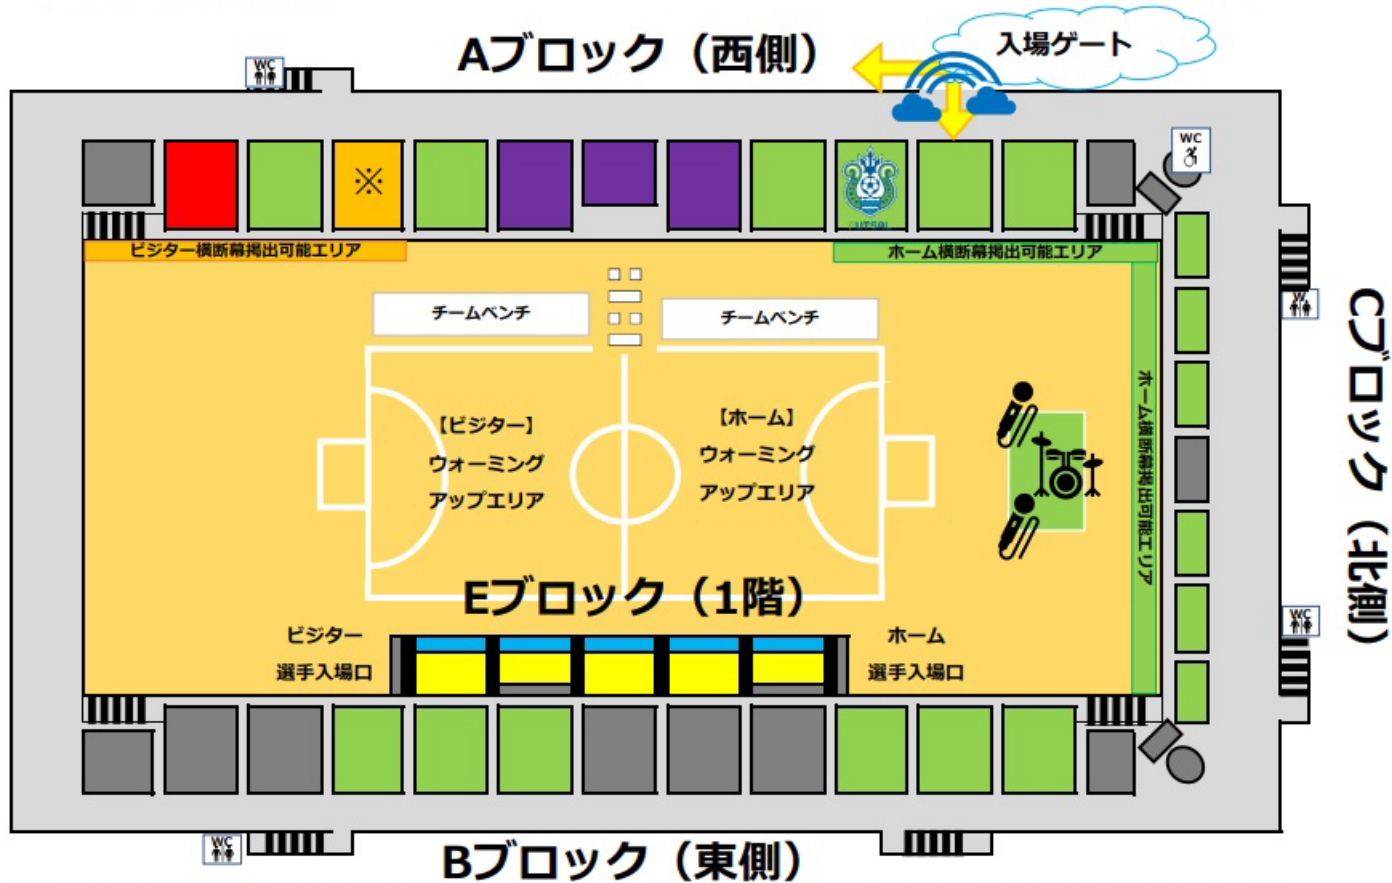 Aブロック（西側）
入場ゲート
WC
WC
※
ビジター横断幕掲出可能エリア
ホーム横断幕掲出可能エリア
チームベンチ
チームベンチ
【ビジター】
ウォーミング
アップエリア
【ホーム】
ウォーミング
アップエリア
ホーム横断幕掲出可能エリア
Cブロック（北側）
WC
Eブロック（1階）
ビジター
選手入場口
ホーム
選手入場口
WC
Bブロック（東側）